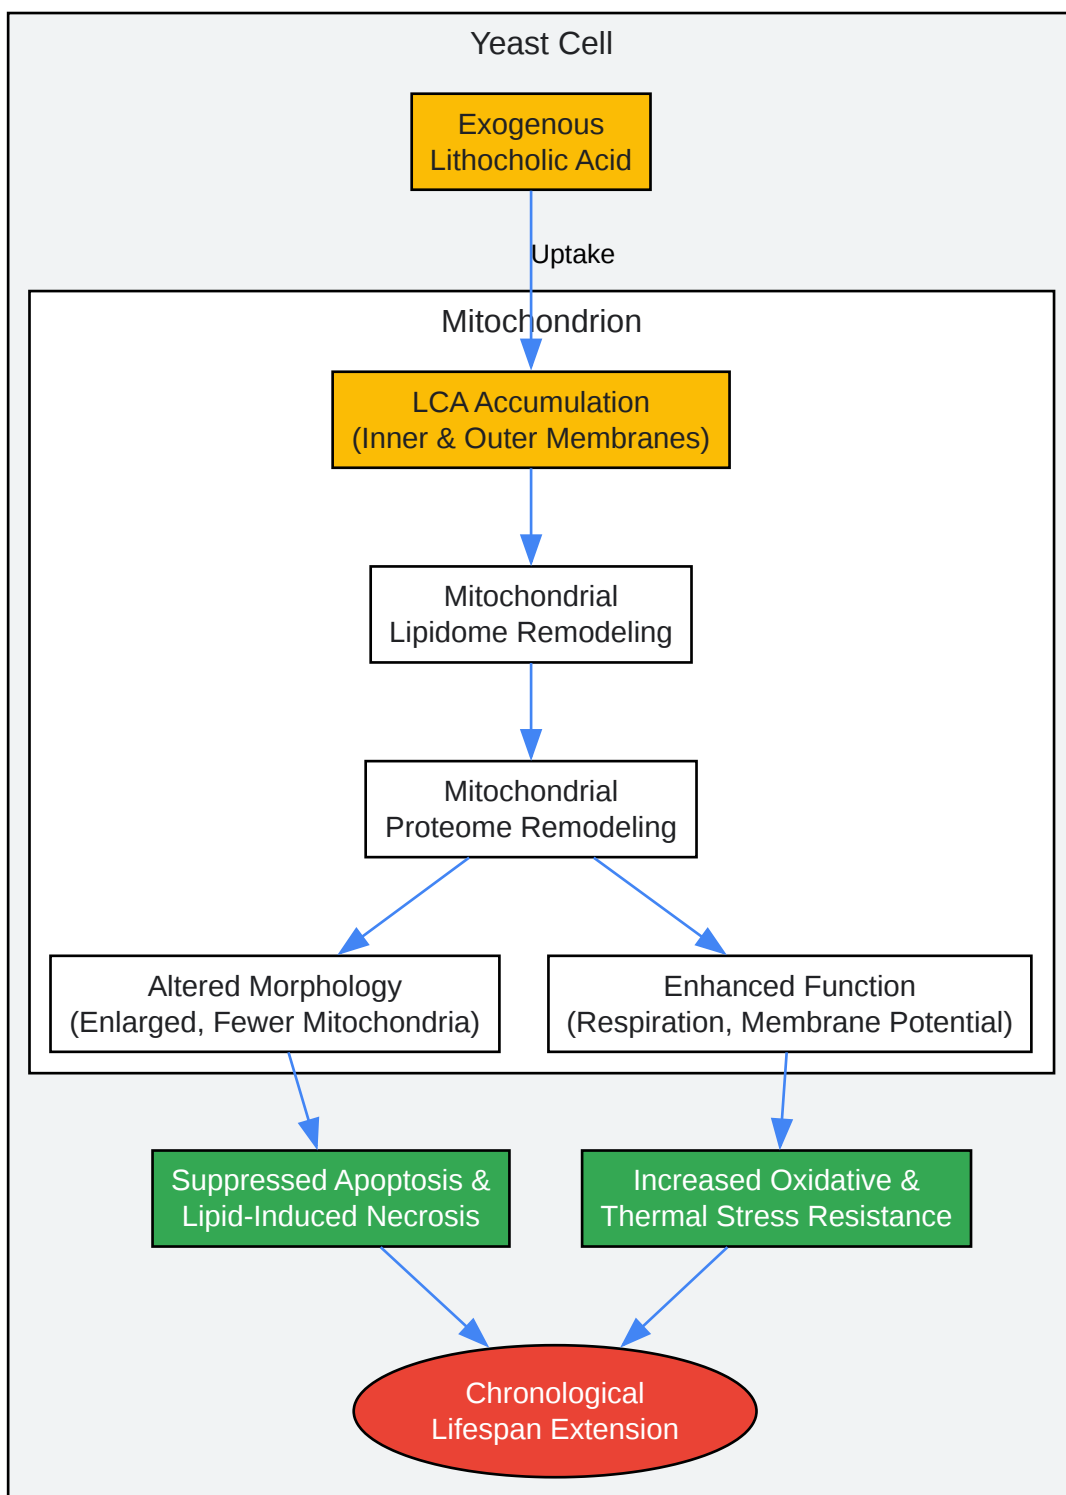 Yeast Cell
Exogenous
Lithocholic Acid
Uptake
Mitochondrion
LCA Accumulation
(Inner & Outer Membranes)
Mitochondrial
Lipidome Remodeling
Mitochondrial
Proteome Remodeling
Altered Morphology
(Enlarged, Fewer Mitochondria)
Enhanced Function
(Respiration, Membrane Potential)
Suppressed Apoptosis &
Lipid-Induced Necrosis
Increased Oxidative &
Thermal Stress Resistance
Chronological
Lifespan Extension